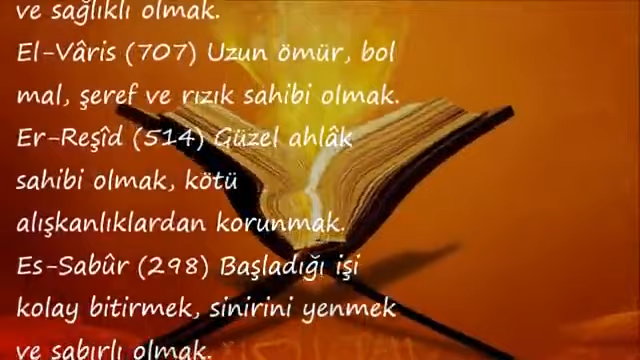 ve sağlıklı olmak.
El-Vâris (707) Uzun ömür, bol
mal, şeref ve rızık sahibi olmak.
Er-Reşîd (514) Güzel ahlâk
sahibi olmak, kötü
alışkanlıklardan korunmak.
Es-Sabûr (298) Başladığı işi
kolay bitirmek, sinirini yenmek
ve sabırlı olmak.